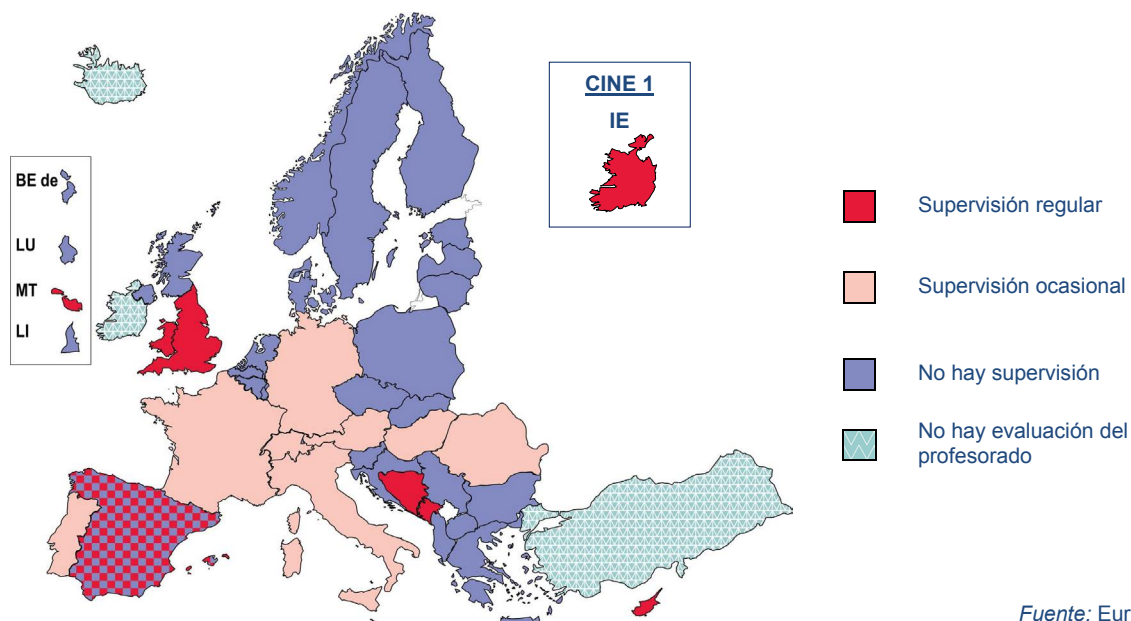 CINE 1
IE
BE de
LU
MT
LI
Supervisión regular
Supervisión ocasional
No hay supervisión
No hay evaluación del
profesorado
Fuente: Eur